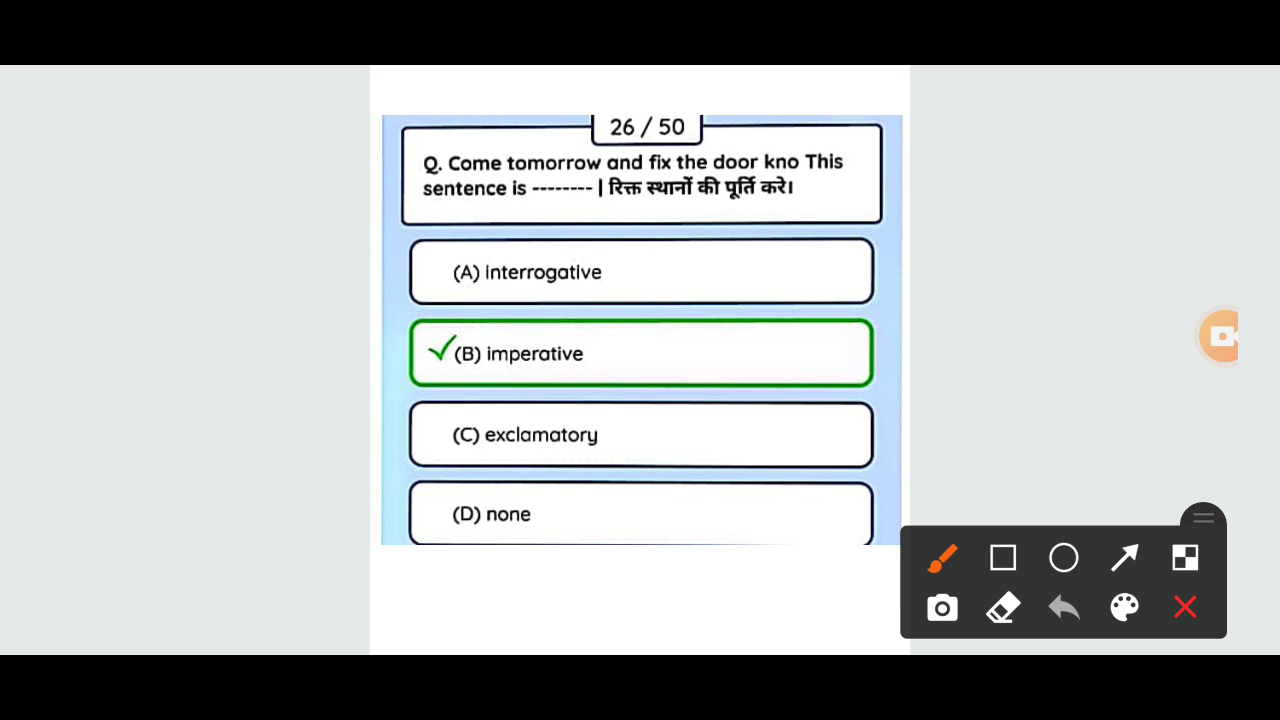 26 / 50
Q. Come tomorrow and fix the door kno This
sentence is -------- | रिक्त स्थानों की पूर्ति करे।
(A) interrogative
(B) imperative
(C) exclamatory
(D) none